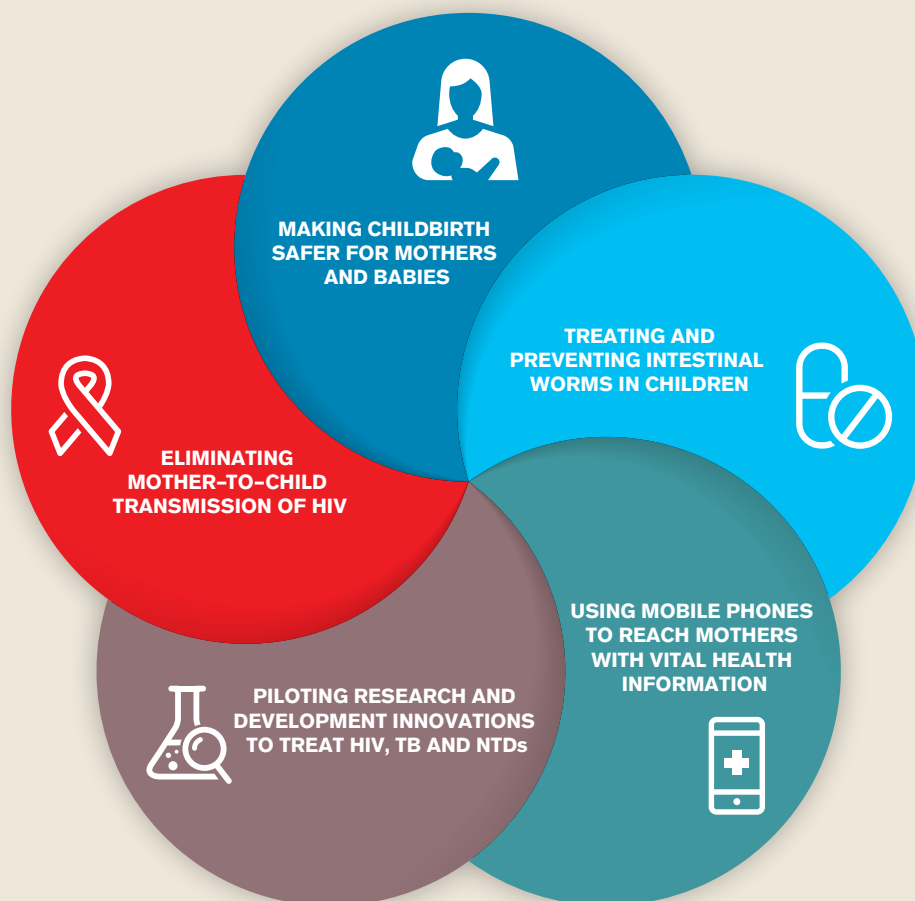 MAKING CHILDBIRTH
SAFER FOR MOTHERS
AND BABIES
TREATING AND
PREVENTING INTESTINAL
WORMS IN CHILDREN
USING MOBILE PHONES
TO REACH MOTHERS
WITH VITAL HEALTH
INFORMATION
PILOTING RESEARCH AND
DEVELOPMENT INNOVATIONS
TO TREAT HIV, TB AND NTDs
ELIMINATING
MOTHER-TO-CHILD
TRANSMISSION OF HIV